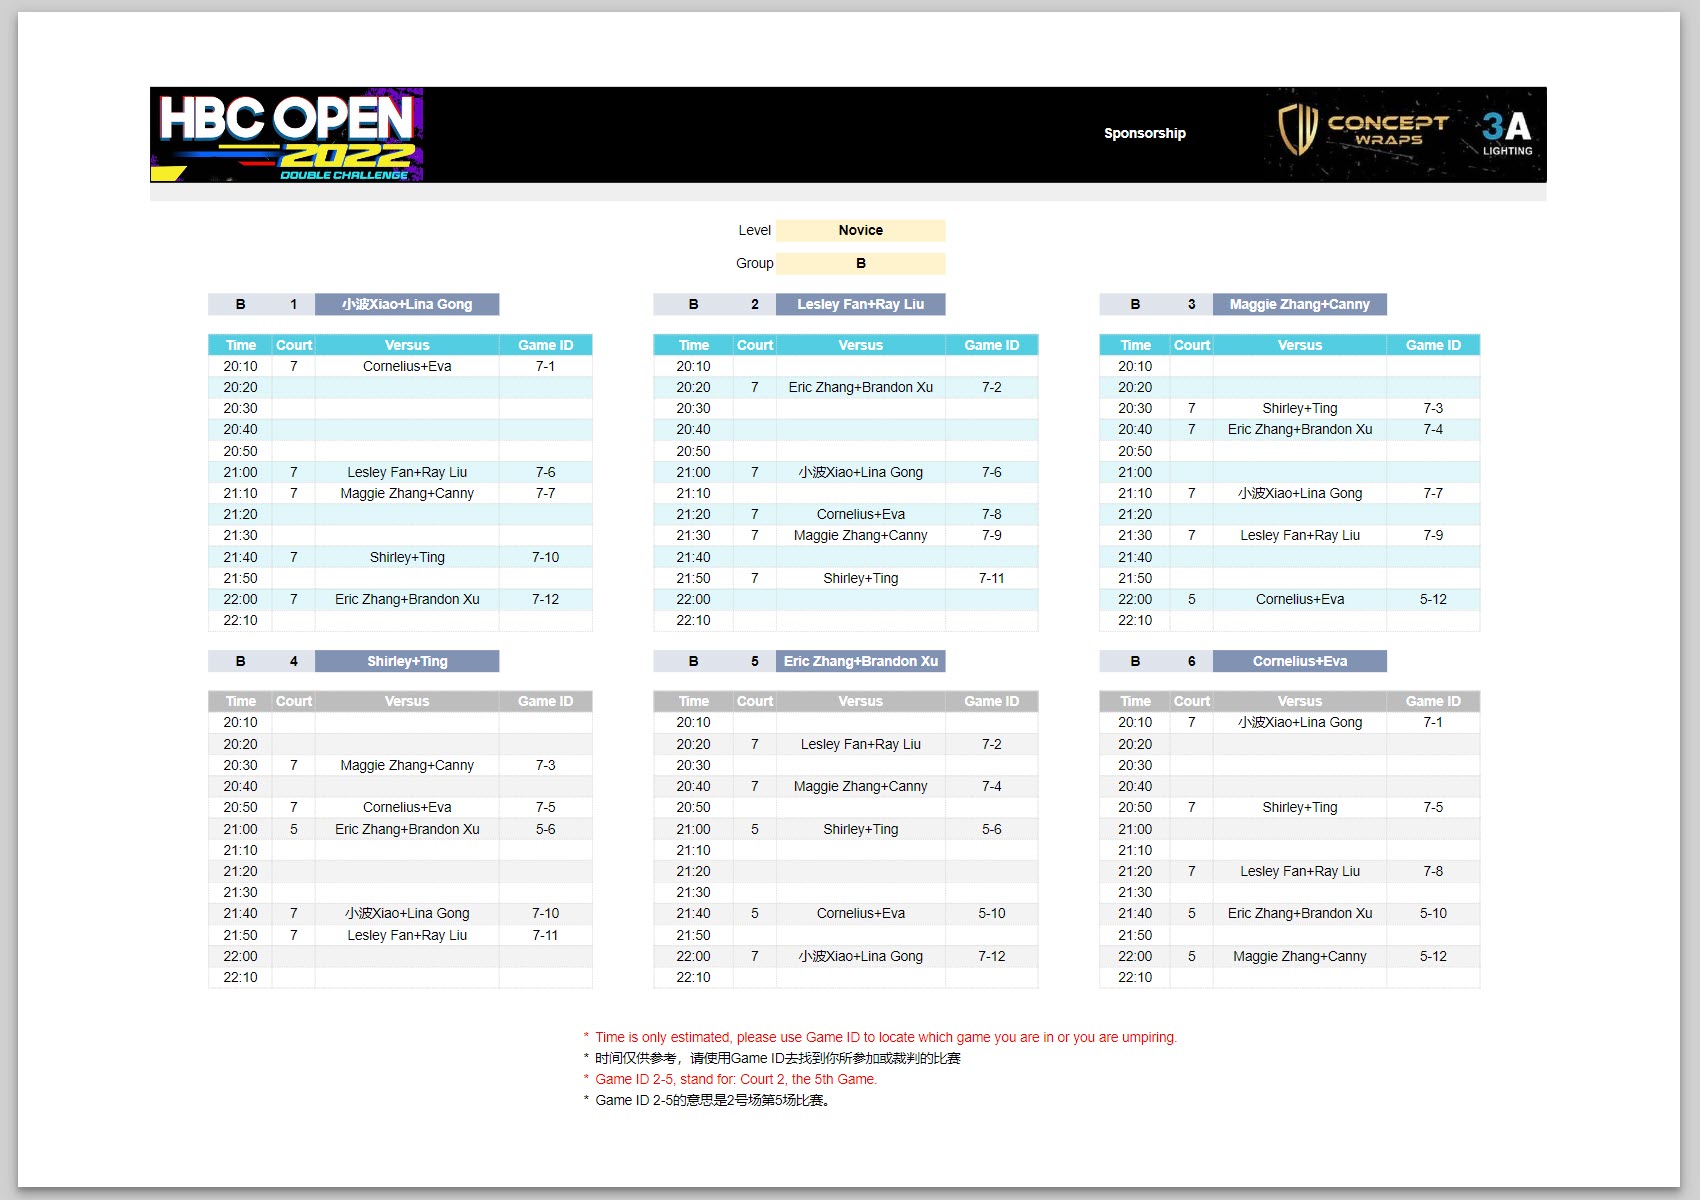 HBC OPEN
2022
DOUBLE CHALLENGE
Sponsorship
CONCEPT
WRAPS
3A
LIGHTING
Level Novice
Group B
B 1 小波Xiao+Lina Gong
Time Court Versus Game ID
20:10 7 Cornelius+Eva 7-1
20:20
20:30
20:40
20:50
21:00 7 Lesley Fan+Ray Liu 7-6
21:10 7 Maggie Zhang+Canny 7-7
21:20
21:30
21:40 7 Shirley+Ting 7-10
21:50
22:00 7 Eric Zhang+Brandon Xu 7-12
22:10
B 2 Lesley Fan+Ray Liu
Time Court Versus Game ID
20:10
20:20 7 Eric Zhang+Brandon Xu 7-2
20:30
20:40
20:50
21:00 7 小波Xiao+Lina Gong 7-6
21:10
21:20 7 Cornelius+Eva 7-8
21:30 7 Maggie Zhang+Canny 7-9
21:40
21:50 7 Shirley+Ting 7-11
22:00
22:10
B 3 Maggie Zhang+Canny
Time Court Versus Game ID
20:10
20:20
20:30 7 Shirley+Ting 7-3
20:40 7 Eric Zhang+Brandon Xu 7-4
20:50
21:00
21:10 7 小波Xiao+Lina Gong 7-7
21:20
21:30 7 Lesley Fan+Ray Liu 7-9
21:40
21:50
22:00 5 Cornelius+Eva 5-12
22:10
B 4 Shirley+Ting
Time Court Versus Game ID
20:10
20:20
20:30 7 Maggie Zhang+Canny 7-3
20:40
20:50 7 Cornelius+Eva 7-5
21:00 5 Eric Zhang+Brandon Xu 5-6
21:10
21:20
21:30
21:40 7 小波Xiao+Lina Gong 7-10
21:50 7 Lesley Fan+Ray Liu 7-11
22:00
22:10
B 5 Eric Zhang+Brandon Xu
Time Court Versus Game ID
20:10
20:20 7 Lesley Fan+Ray Liu 7-2
20:30
20:40 7 Maggie Zhang+Canny 7-4
20:50
21:00 5 Shirley+Ting 5-6
21:10
21:20
21:30
21:40 5 Cornelius+Eva 5-10
21:50
22:00 7 小波Xiao+Lina Gong 7-12
22:10
B 6 Cornelius+Eva
Time Court Versus Game ID
20:10 7 小波Xiao+Lina Gong 7-1
20:20
20:30
20:40
20:50 7 Shirley+Ting 7-5
21:00
21:10
21:20 7 Lesley Fan+Ray Liu 7-8
21:30
21:40 5 Eric Zhang+Brandon Xu 5-10
21:50
22:00 5 Maggie Zhang+Canny 5-12
22:10
* Time is only estimated, please use Game ID to locate which game you are in or you are umpiring.
* 时间仅供参考，请使用Game ID去找到你所参加或裁判的比赛
* Game ID 2-5, stand for: Court 2, the 5th Game.
* Game ID 2-5的意思是2号场第5场比赛。